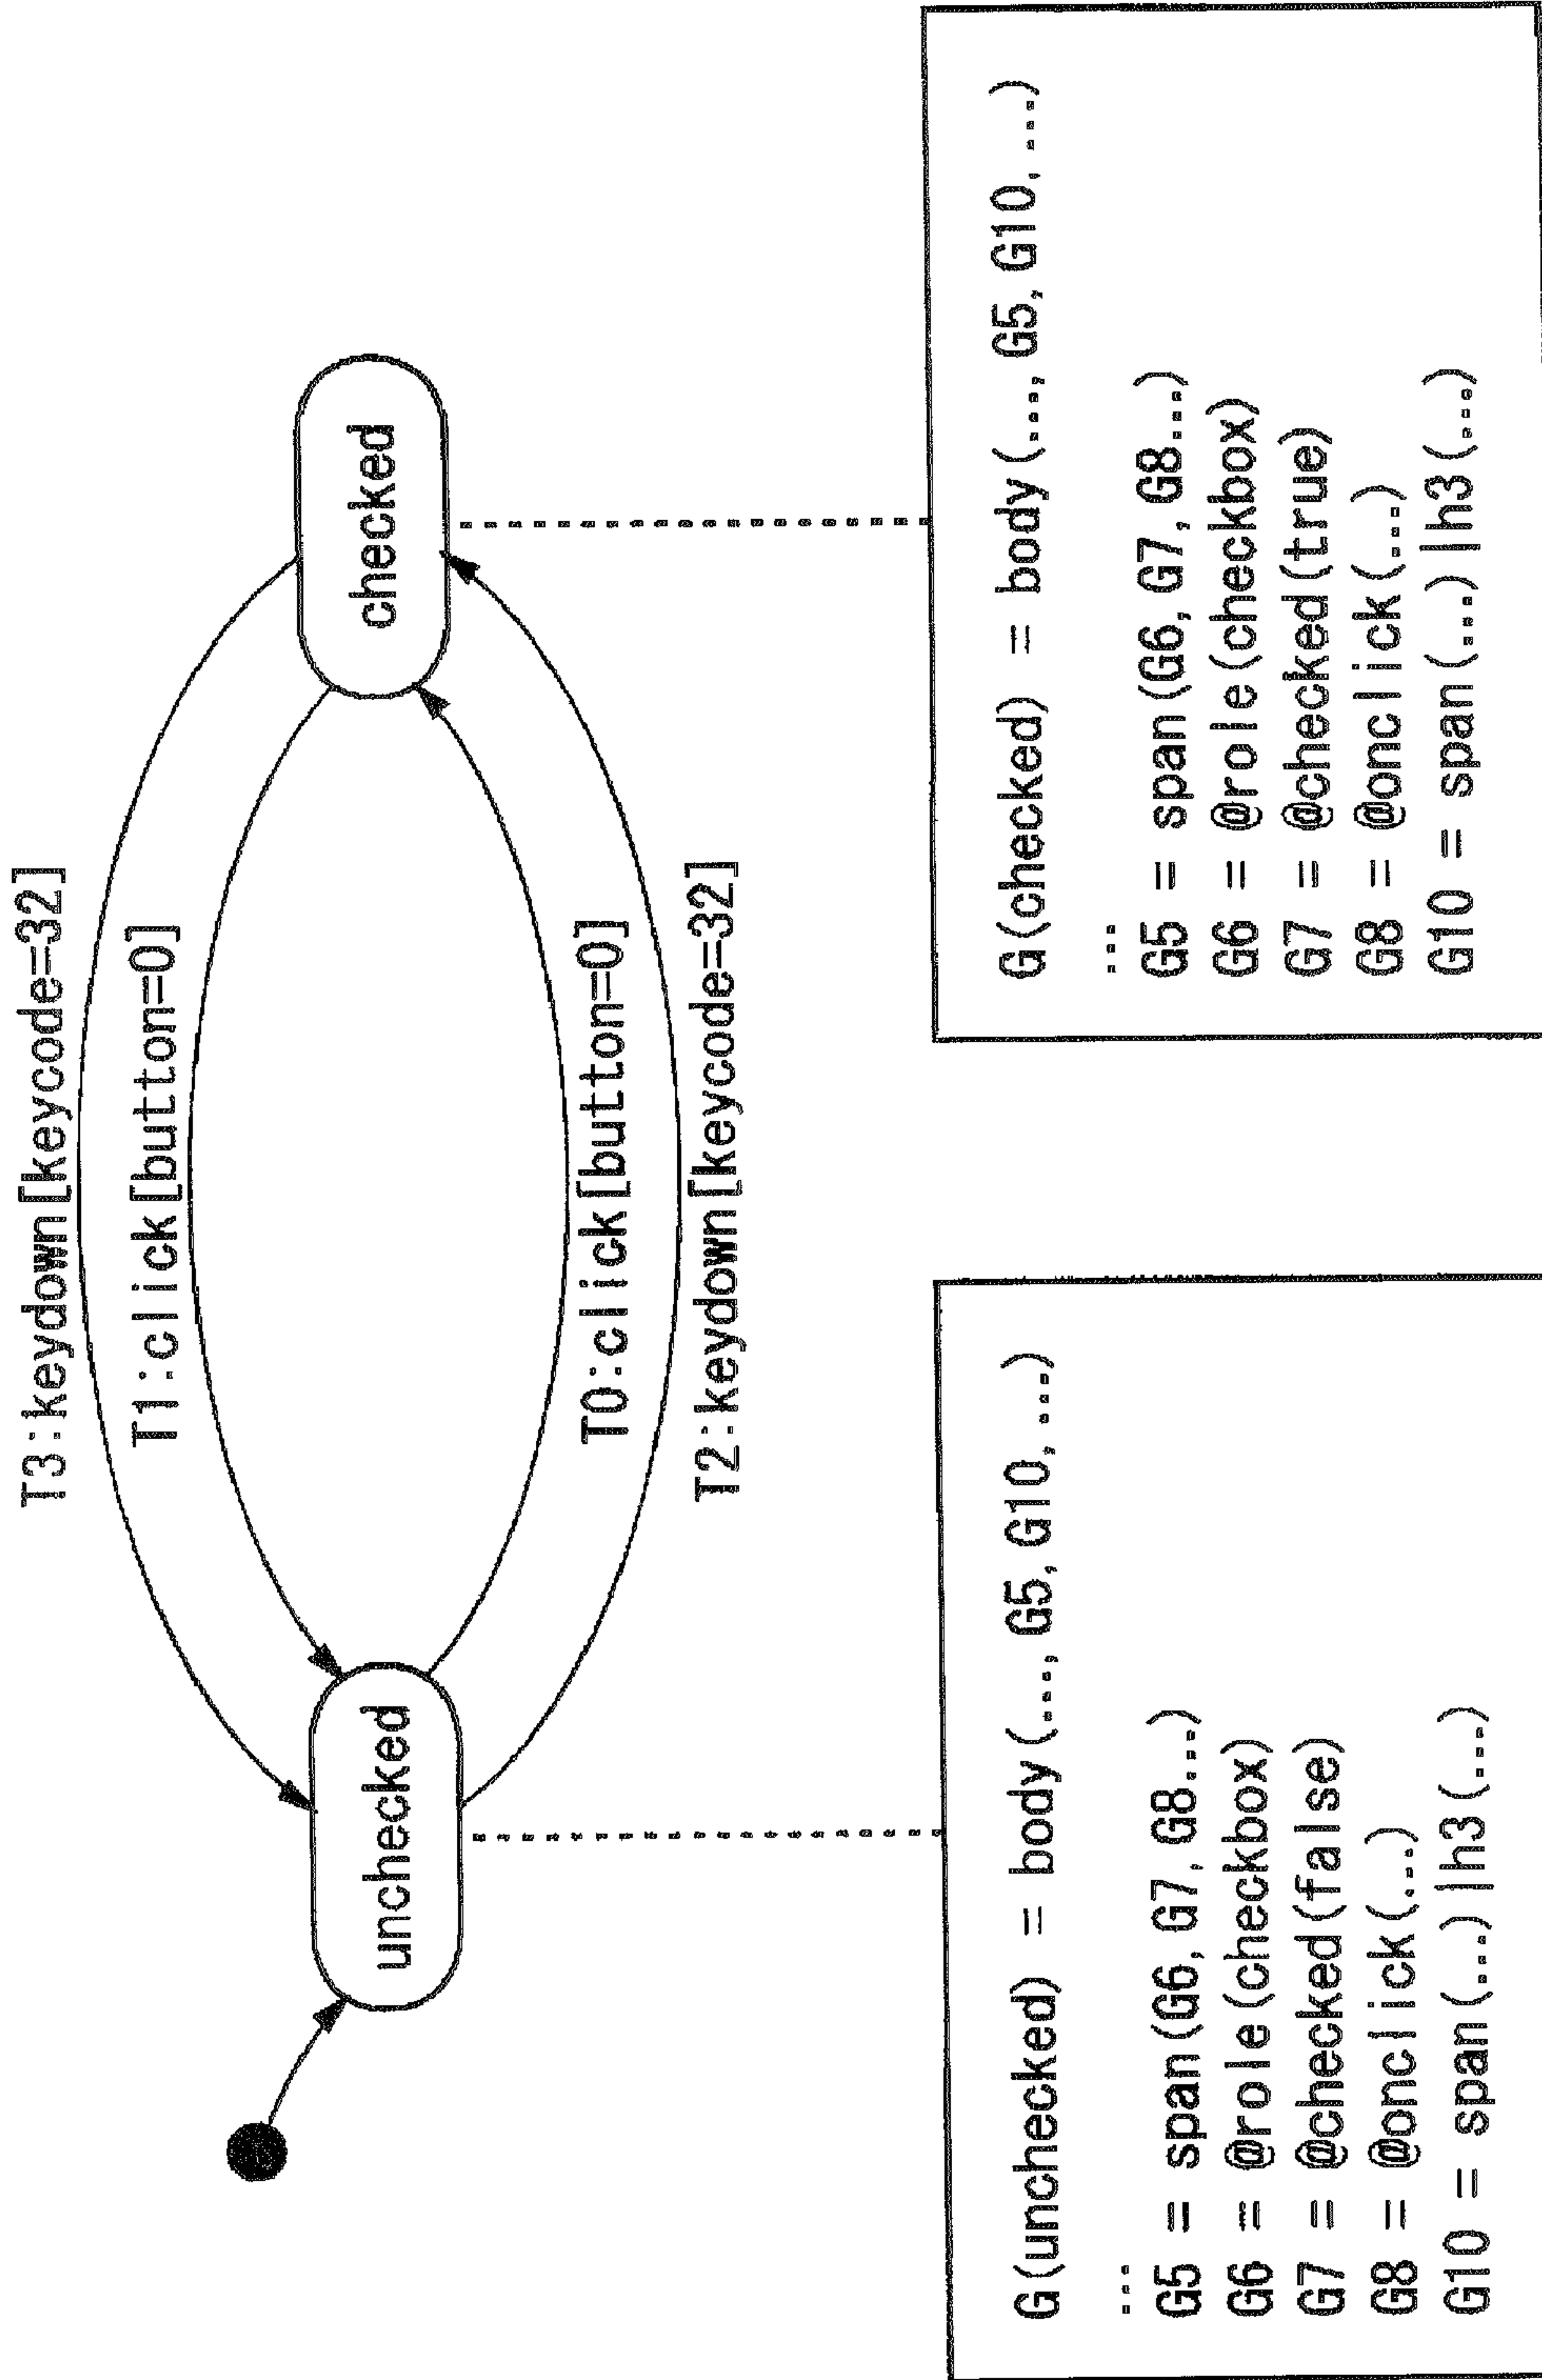 T3:keydown[keycode=32]
T1:click[button=0]
unchecked
checked
T0:click[button=0]
T2:keydown[keycode=32]
G(unchecked) = body(..., G5, G10, ...)
...
G5 = span(G6, G7, G8...)
G6 = @role(checkbox)
G7 = @checked(false)
G8 = @onclick(...)
G10 = span(...)|h3(...)
G(checked) = body(..., G5, G10, ...)
...
G5 = span(G6, G7, G8...)
G6 = @role(checkbox)
G7 = @checked(true)
G8 = @onclick(...)
G10 = span(...)|h3(...)